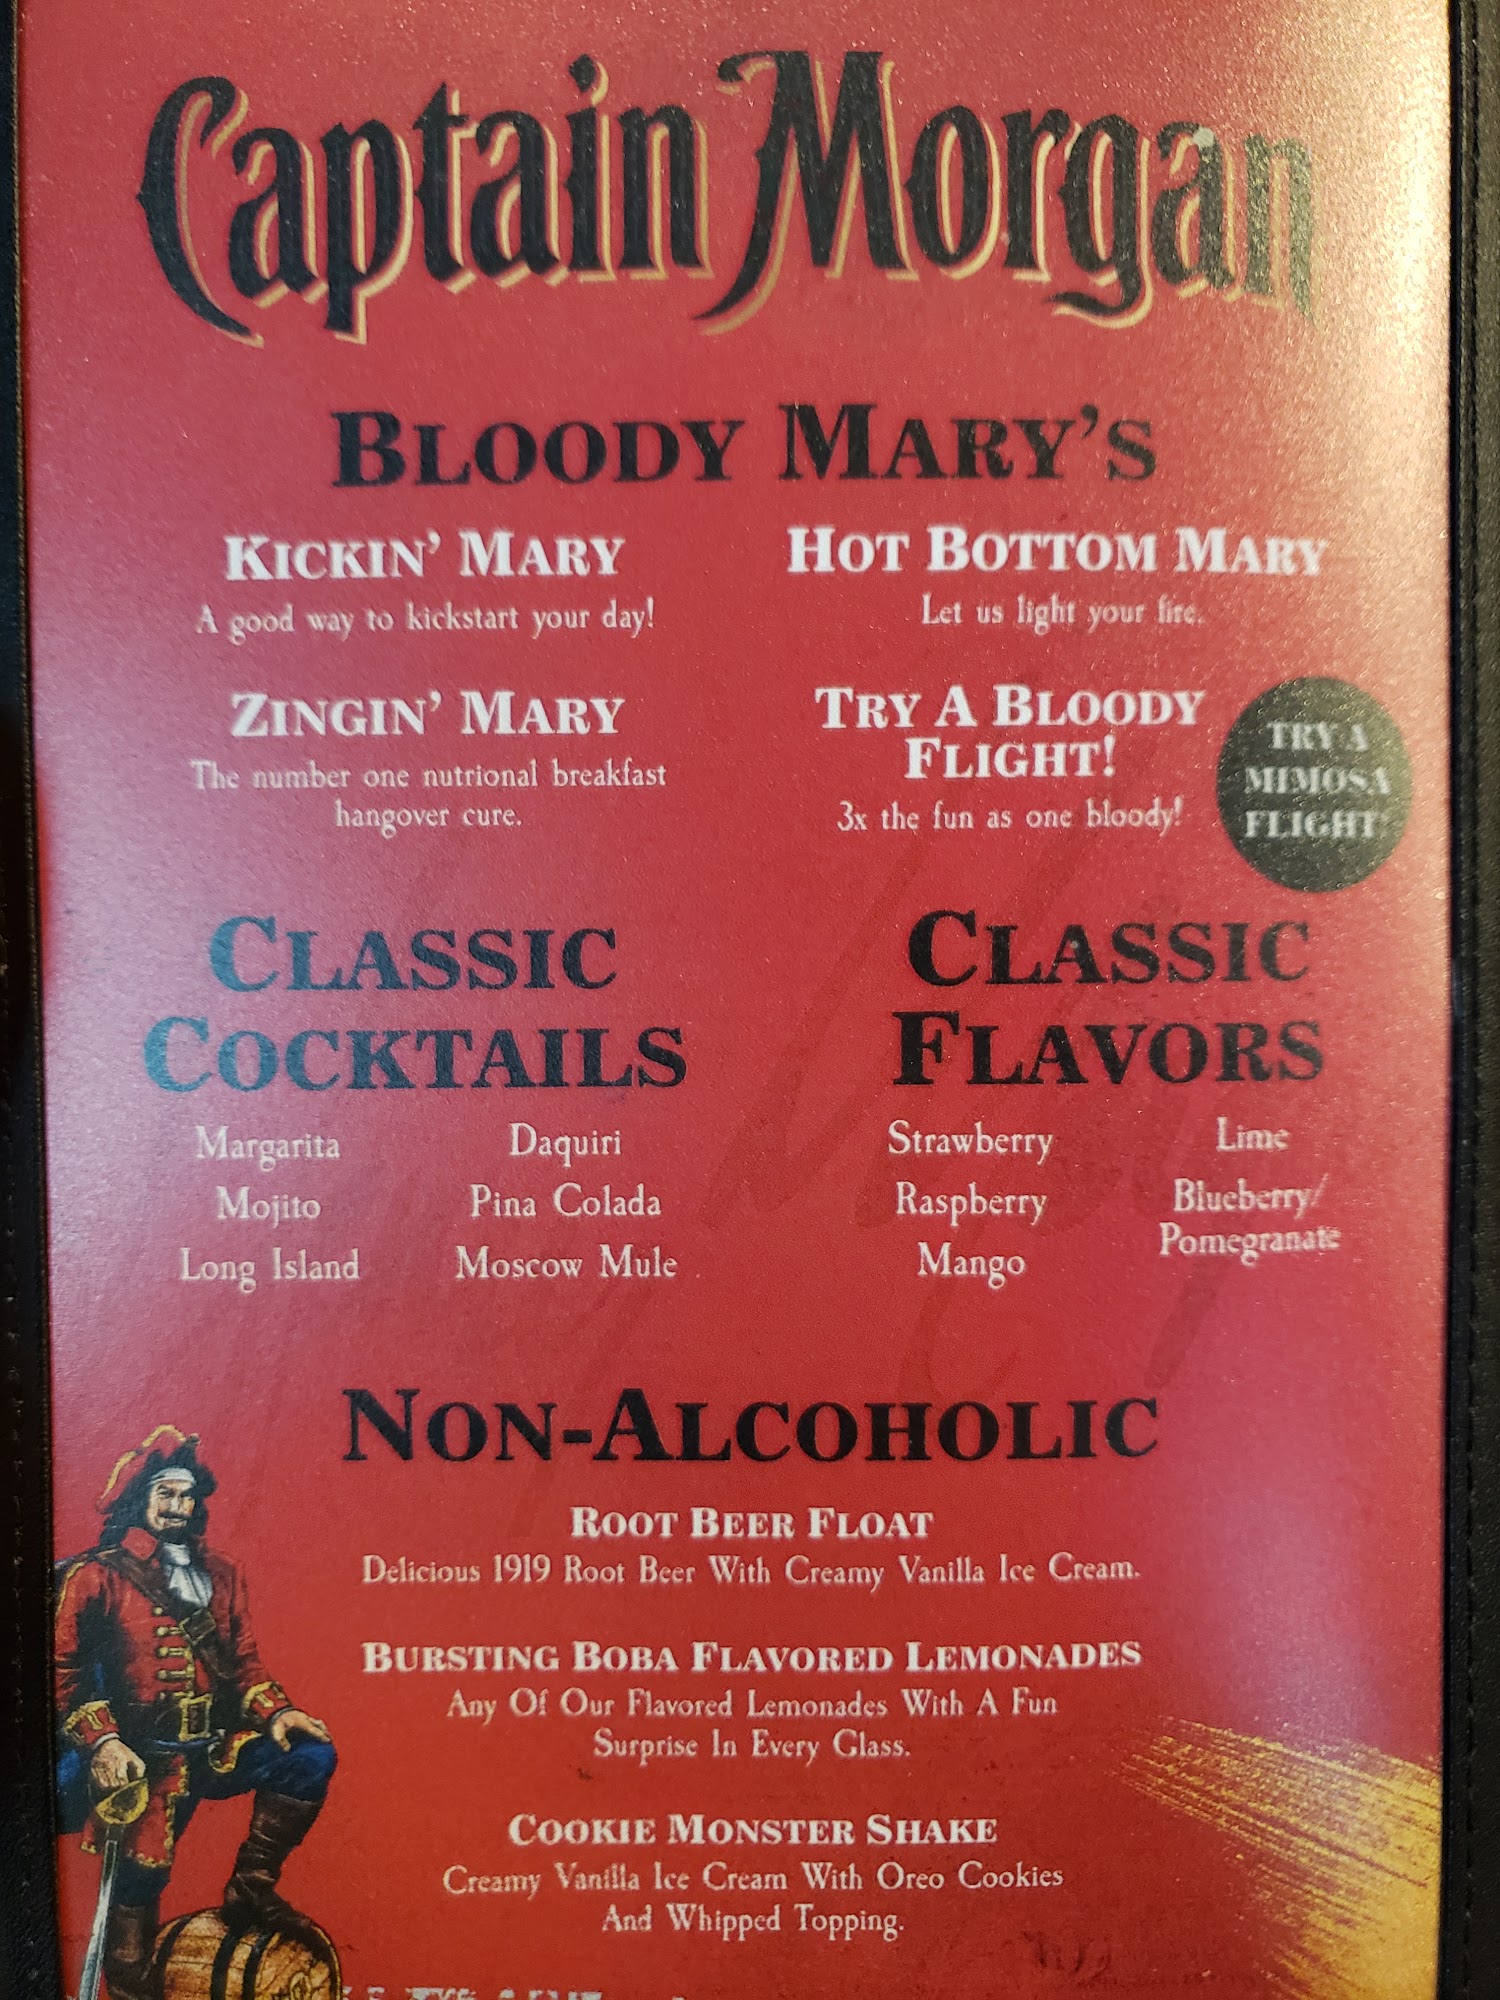 Captain Morgan
BLOODY MARY'S
KICKIN' MARY
A good way to kickstart your day!
HOT BOTTOM MARY
Let us light your fire.
ZINGIN' MARY
The number one nutrional breakfast
hangover cure.
TRY A BLOODY
FLIGHT!
3x the fun as one bloody!
TRY A
MIMOSA
FLIGHT!
CLASSIC
COCKTAILS
Margarita
Daquiri
Mojito
Pina Colada
Long Island
Moscow Mule
CLASSIC
FLAVORS
Strawberry
Lime
Raspberry
Blueberry/
Pomegranate
Mango
NON-ALCOHOLIC
ROOT BEER FLOAT
Delicious 1919 Root Beer With Creamy Vanilla Ice Cream.
BURSTING BOBA FLAVORED LEMONADES
Any Of Our Flavored Lemonades With A Fun
Surprise In Every Glass.
COOKIE MONSTER SHAKE
Creamy Vanilla Ice Cream With Oreo Cookies
And Whipped Topping.